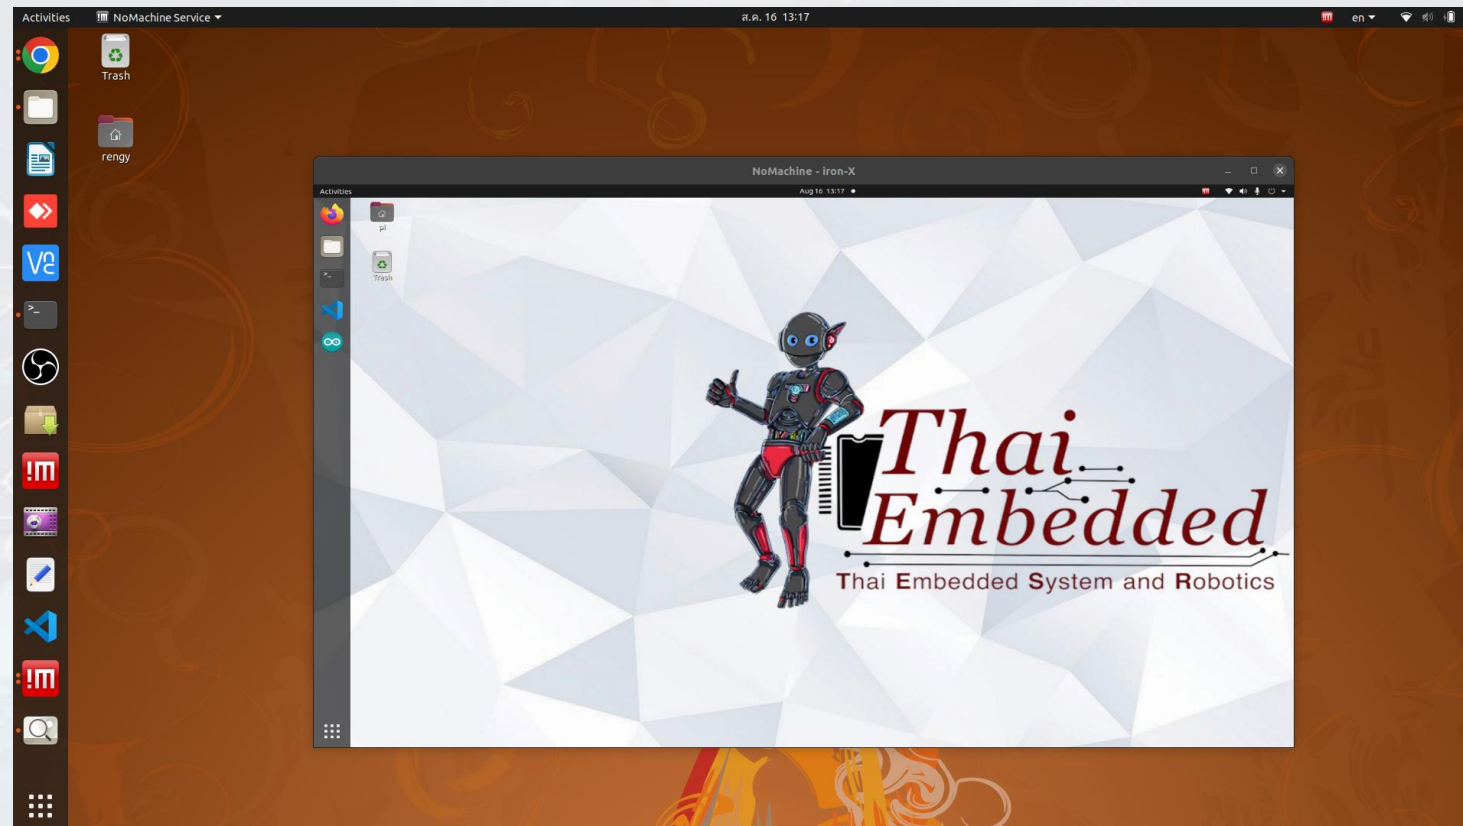 Activities NoMachine Service ส.ค. 16 13:17 en
Trash
rengy
NoMachine - iron-X
Activities Aug 16 13:17
pi
Trash
Thai
Embedded
Thai Embedded System and Robotics